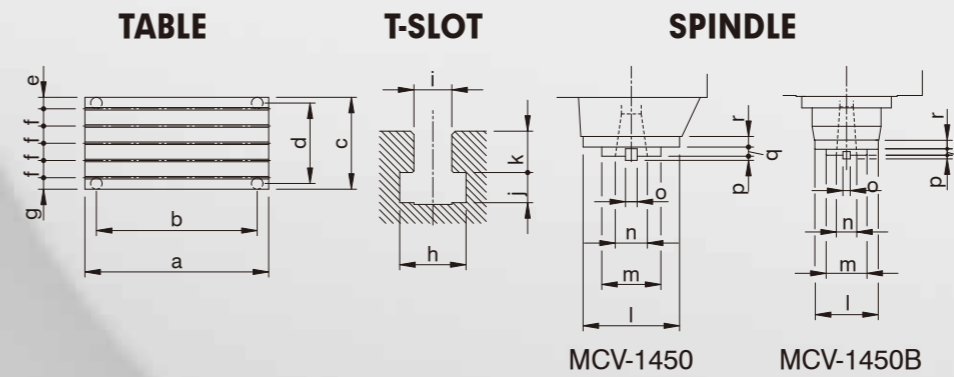 TABLE
T-SLOT
SPINDLE
e
f
f
f
f
g
d
c
b
a
i
k
j
h
r
q
p
o
n
m
l
r
p
o
n
m
l
MCV-1450
MCV-1450B